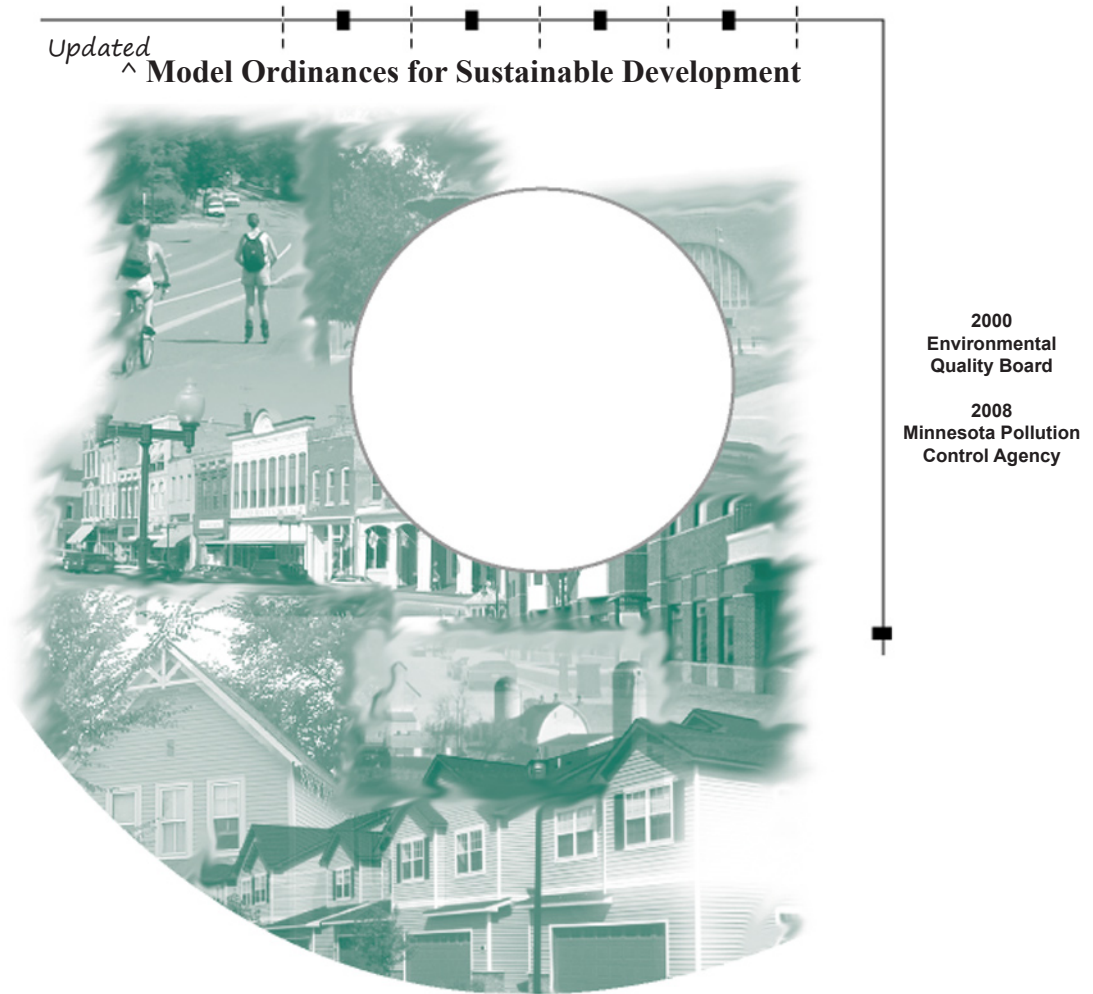 Updated
^ Model Ordinances for Sustainable Development
2000
Environmental
Quality Board
2008
Minnesota Pollution
Control Agency